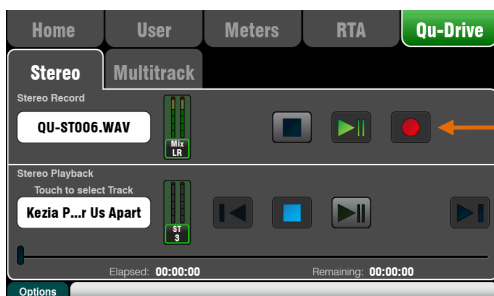 Home User Meters RTA Qu-Drive
Stereo Multitrack
Stereo Record
QU-ST006.WAV
Mix
LR
Stereo Playback
Touch to select Track
Kezia P...r Us Apart
ST
3
Elapsed: 00:00:00 Remaining: 00:00:00
Options